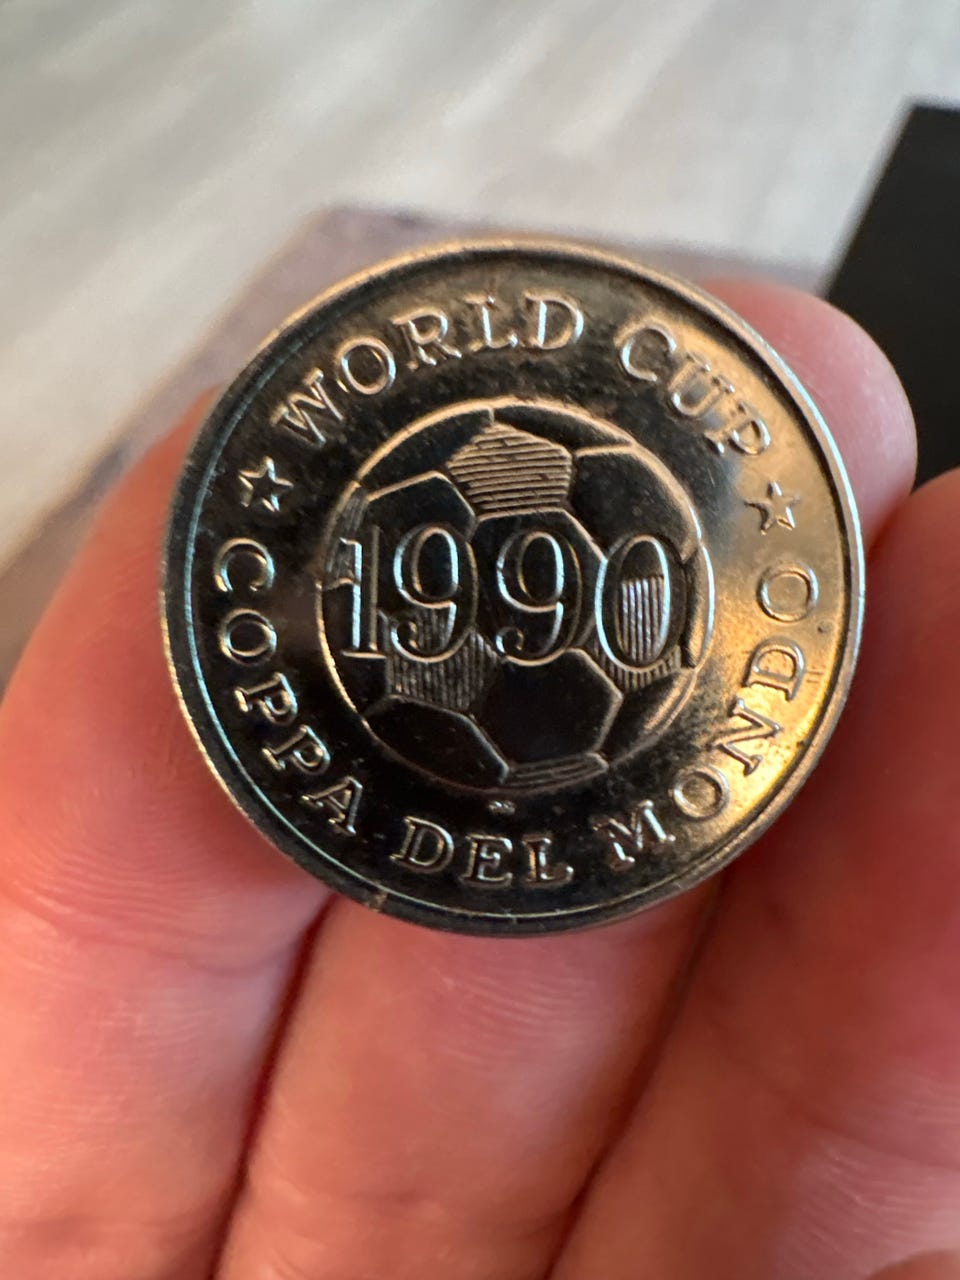 ★ WORLD CUP ★
1990
COPPA DEL MONDO